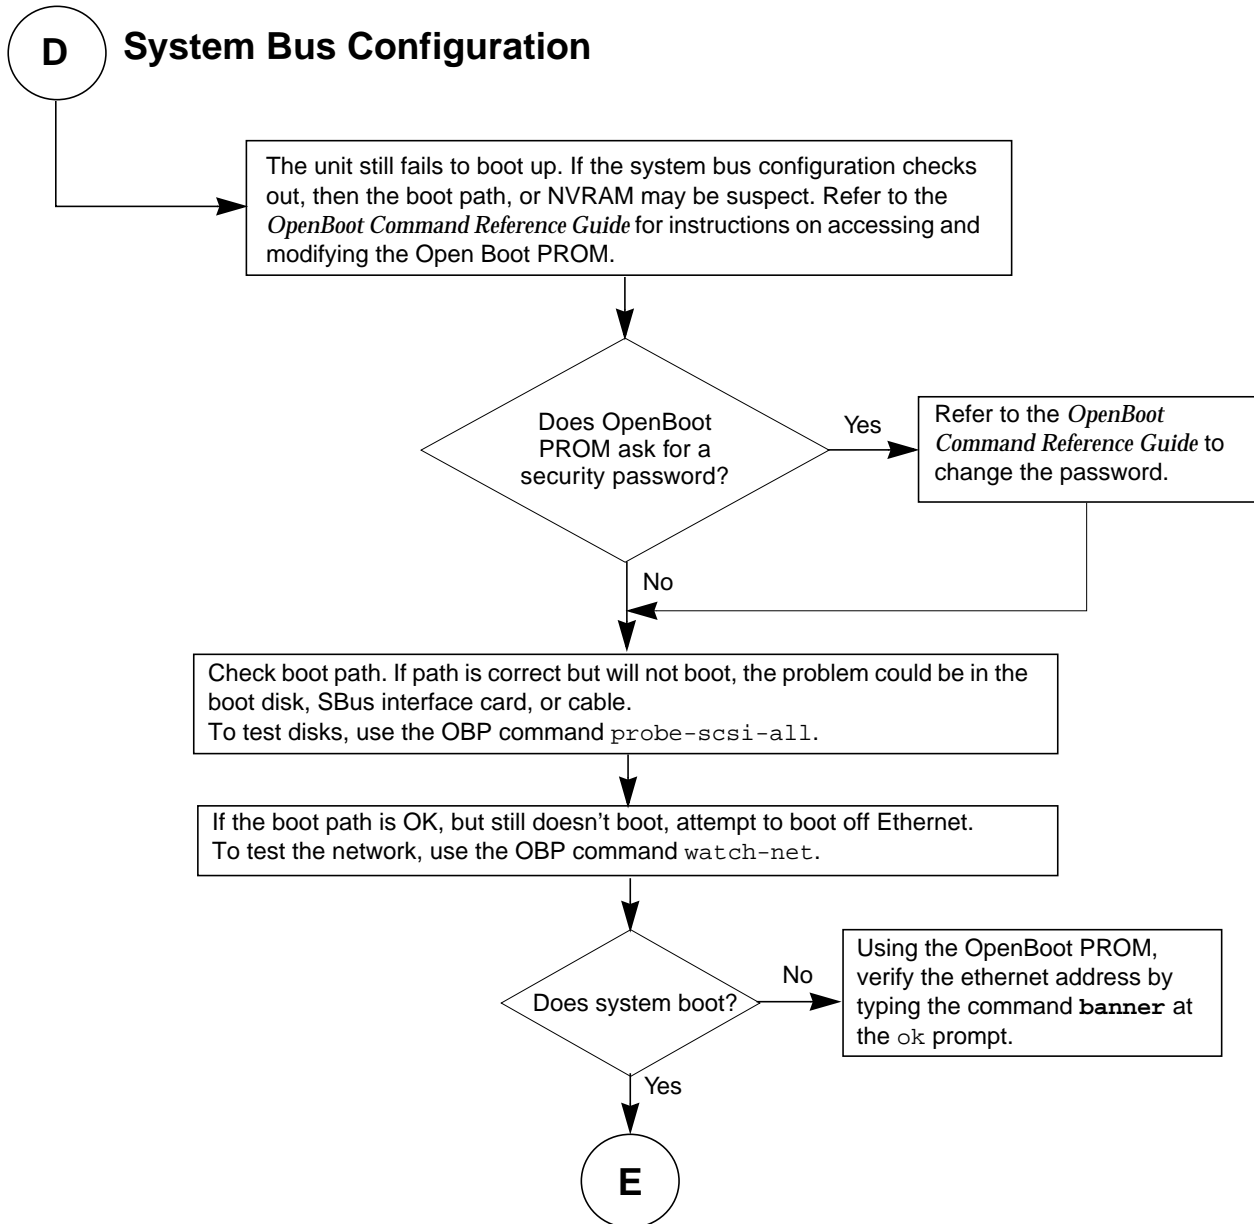 D
System Bus Configuration
The unit still fails to boot up. If the system bus configuration checks
out, then the boot path, or NVRAM may be suspect. Refer to the
OpenBoot Command Reference Guide for instructions on accessing and
modifying the Open Boot PROM.
Does OpenBoot
PROM ask for a
security password?
Yes
Refer to the OpenBoot
Command Reference Guide to
change the password.
No
Check boot path. If path is correct but will not boot, the problem could be in the
boot disk, SBus interface card, or cable.
To test disks, use the OBP command probe-scsi-all.
If the boot path is OK, but still doesn't boot, attempt to boot off Ethernet.
To test the network, use the OBP command watch-net.
Does system boot?
No
Using the OpenBoot PROM,
verify the ethernet address by
typing the command banner at
the ok prompt.
Yes
E